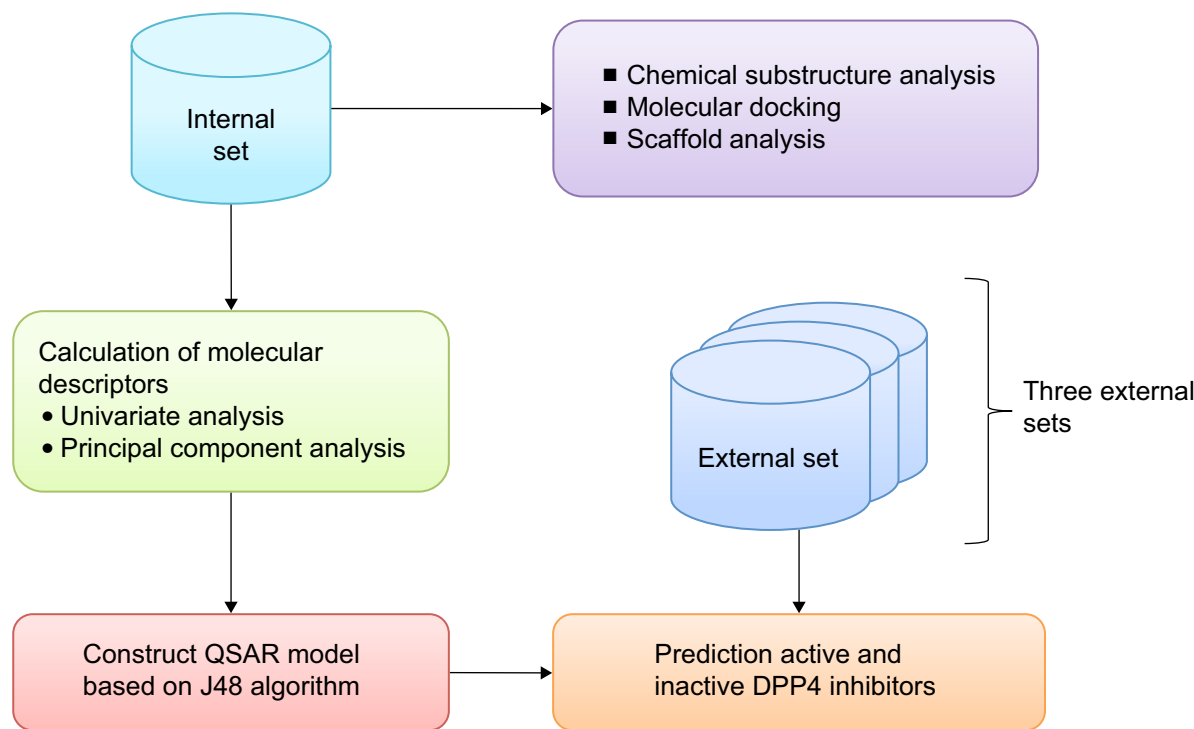 Internal
set
■ Chemical substructure analysis
■ Molecular docking
■ Scaffold analysis
Calculation of molecular
descriptors
• Univariate analysis
• Principal component analysis
External set
Three external
sets
Construct QSAR model
based on J48 algorithm
Prediction active and
inactive DPP4 inhibitors